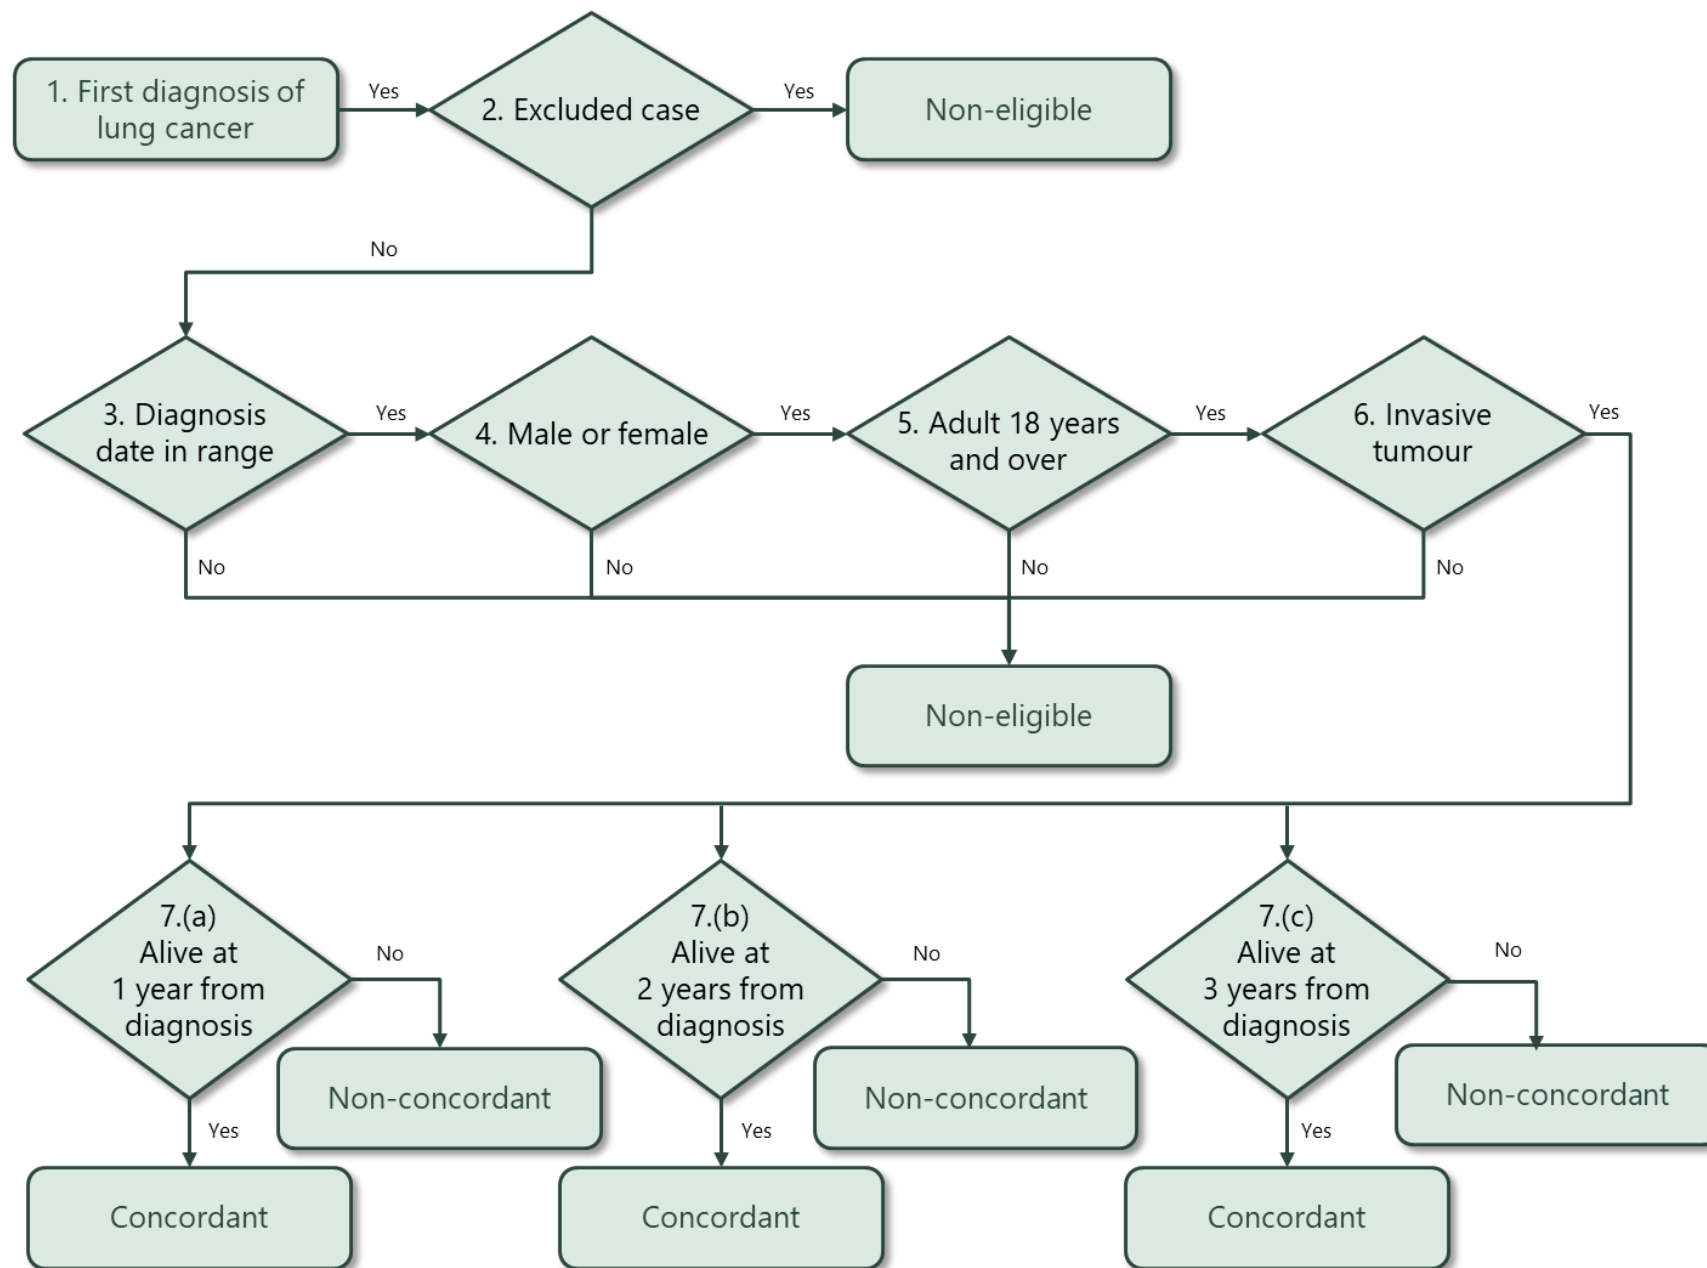 1. First diagnosis of
lung cancer
Yes
2. Excluded case
Yes
Non-eligible
No
3. Diagnosis
date in range
Yes
4. Male or female
Yes
5. Adult 18 years
and over
Yes
6. Invasive
tumour
Yes
No
No
No
No
Non-eligible
7.(a)
Alive at
1 year from
diagnosis
No
Non-concordant
Yes
Concordant
7.(b)
Alive at
2 years from
diagnosis
No
Non-concordant
Yes
Concordant
7.(c)
Alive at
3 years from
diagnosis
No
Non-concordant
Yes
Concordant